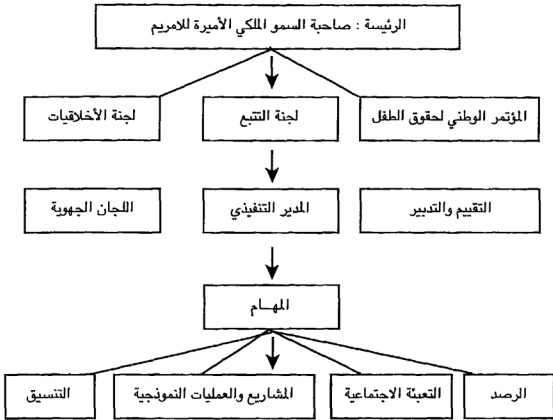 الرئيسة : صاحبة السمو الملكي الأميرة للامريم
المؤتمر الوطني لحقوق الطفل
لجنة التتبع
لجنة الأخلاقيات
التقييم والتدبير
المدير التنفيذي
اللجان الجهوية
المهــام
الرصد
التعبئة الاجتماعية
المشاريع والعمليات النموذجية
التنسيق